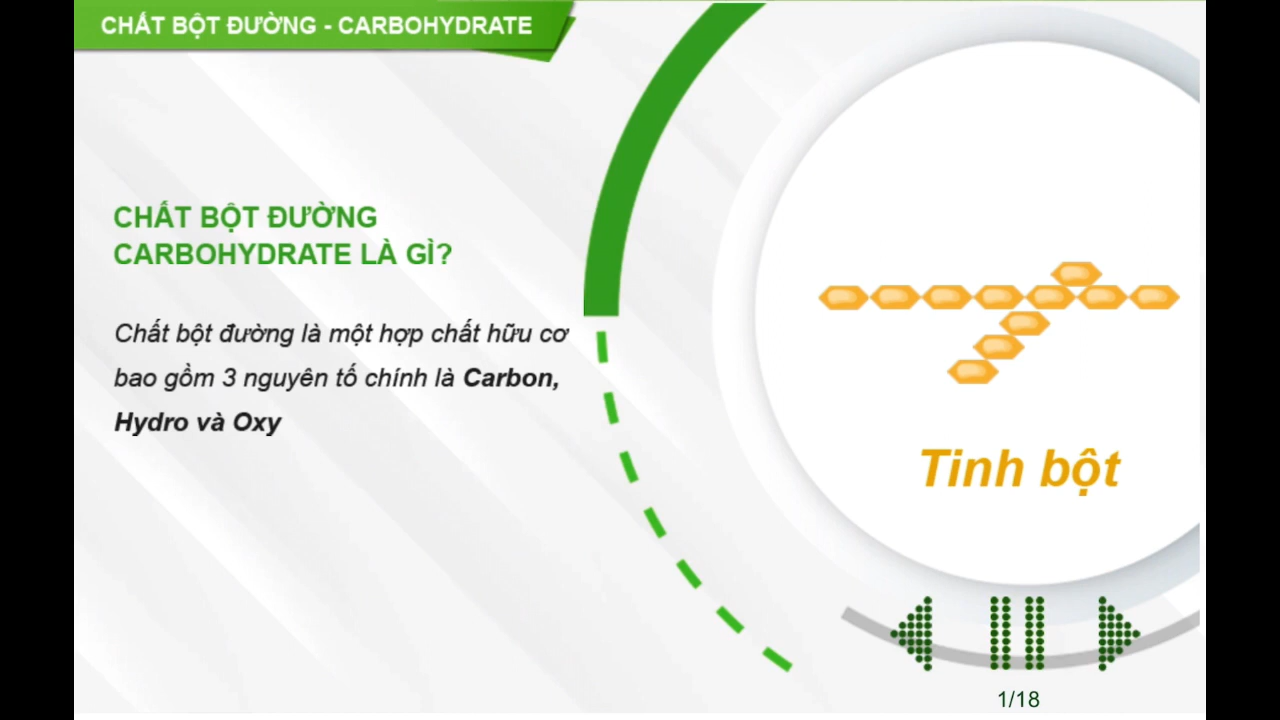 CHẤT BỘT ĐƯỜNG - CARBOHYDRATE
CHẤT BỘT ĐƯỜNG
CARBOHYDRATE LÀ GÌ?
Chất bột đường là một hợp chất hữu cơ
bao gồm 3 nguyên tố chính là Carbon,
Hydro và Oxy
Tinh bột
1/18